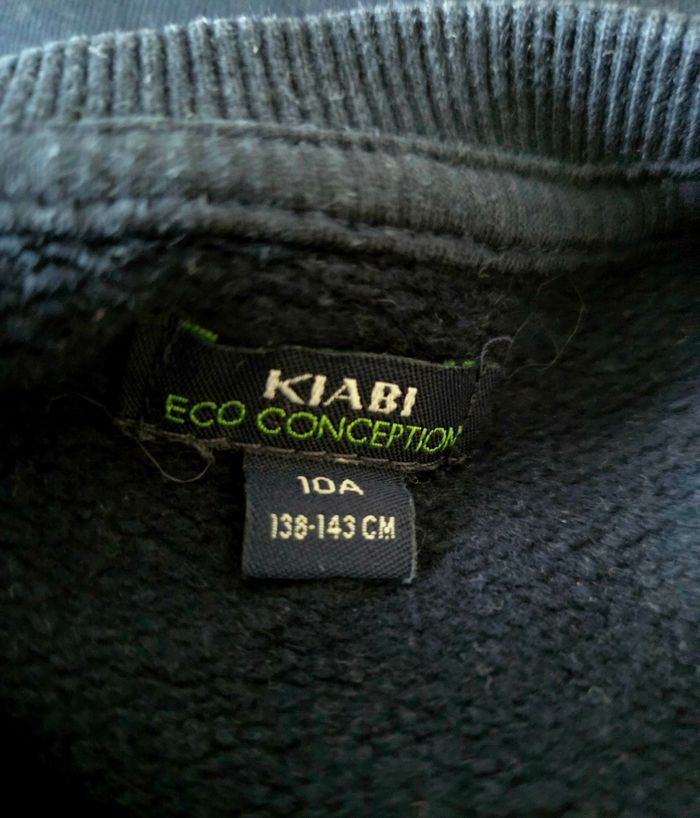 KIABI
ECO CONCEPTION
10A
138-143 CM